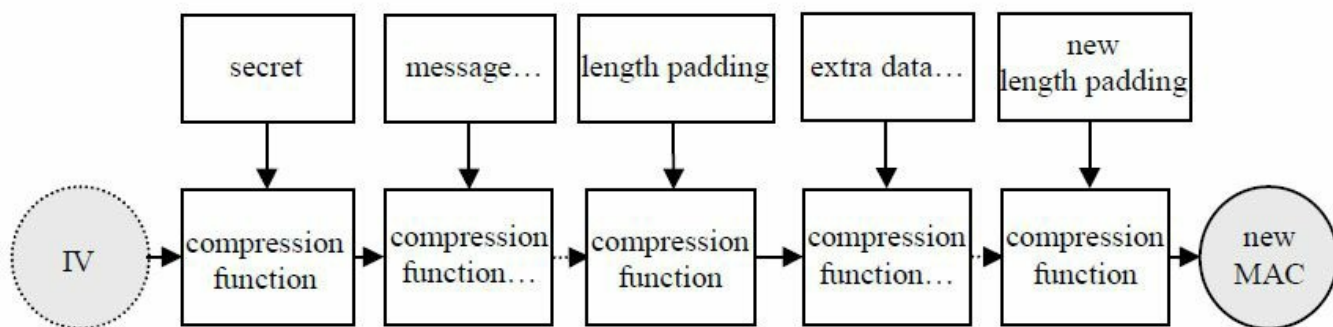 secret
message…
length padding
extra data…
new
length padding
IV
compression
function
compression
function…
compression
function
compression
function…
compression
function
new
MAC